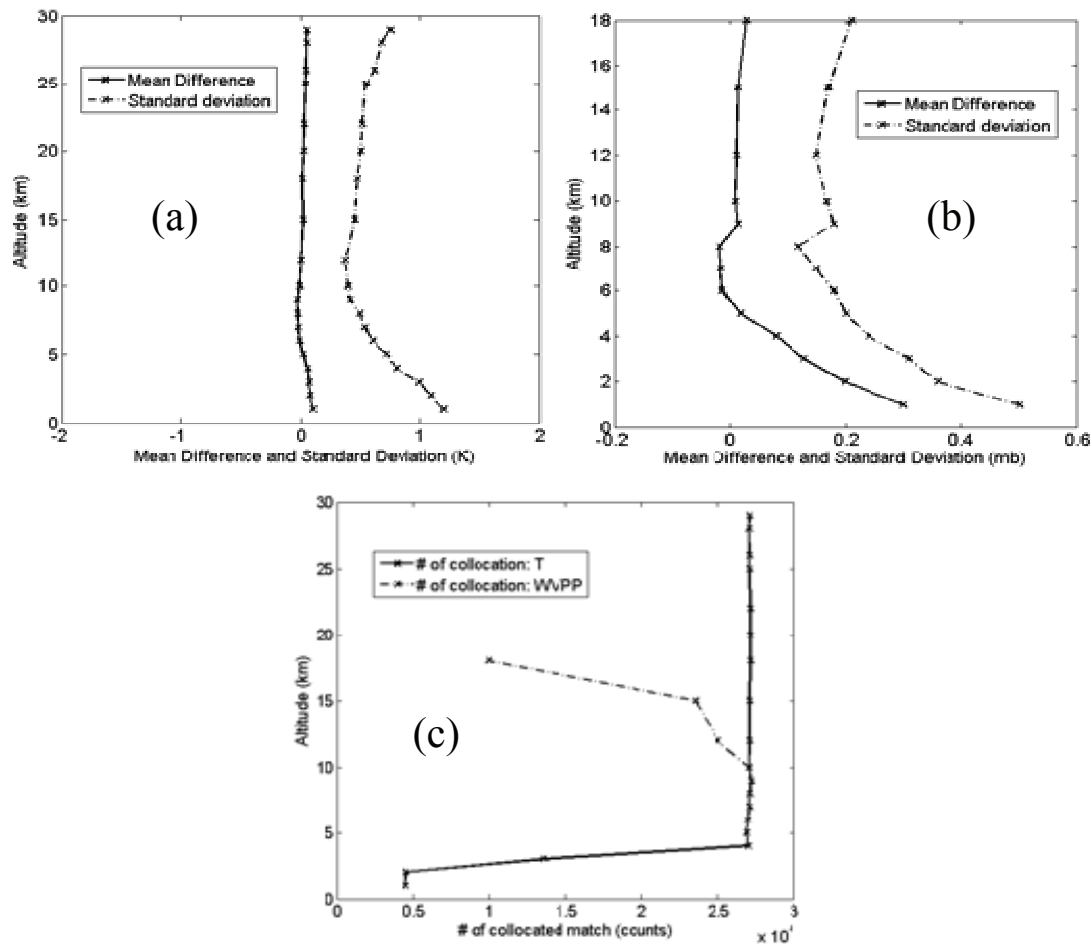 30
25
20
15
10
5
0
-2
-1
0
1
2
Altitude (km)
Mean Difference and Standard Deviation (K)
Mean Difference
Standard deviation
(a)
18
16
14
12
10
8
6
4
2
0
-0.2
0
0.2
0.4
0.6
Altitude (km)
Mean Difference and Standard Deviation (mb)
Mean Difference
Standard deviation
(b)
30
25
20
15
10
5
0
0
0.5
1
1.5
2
2.5
3
Altitude (km)
# of collocated match (counts)
# of collocation: T
# of collocation: WVPP
(c)